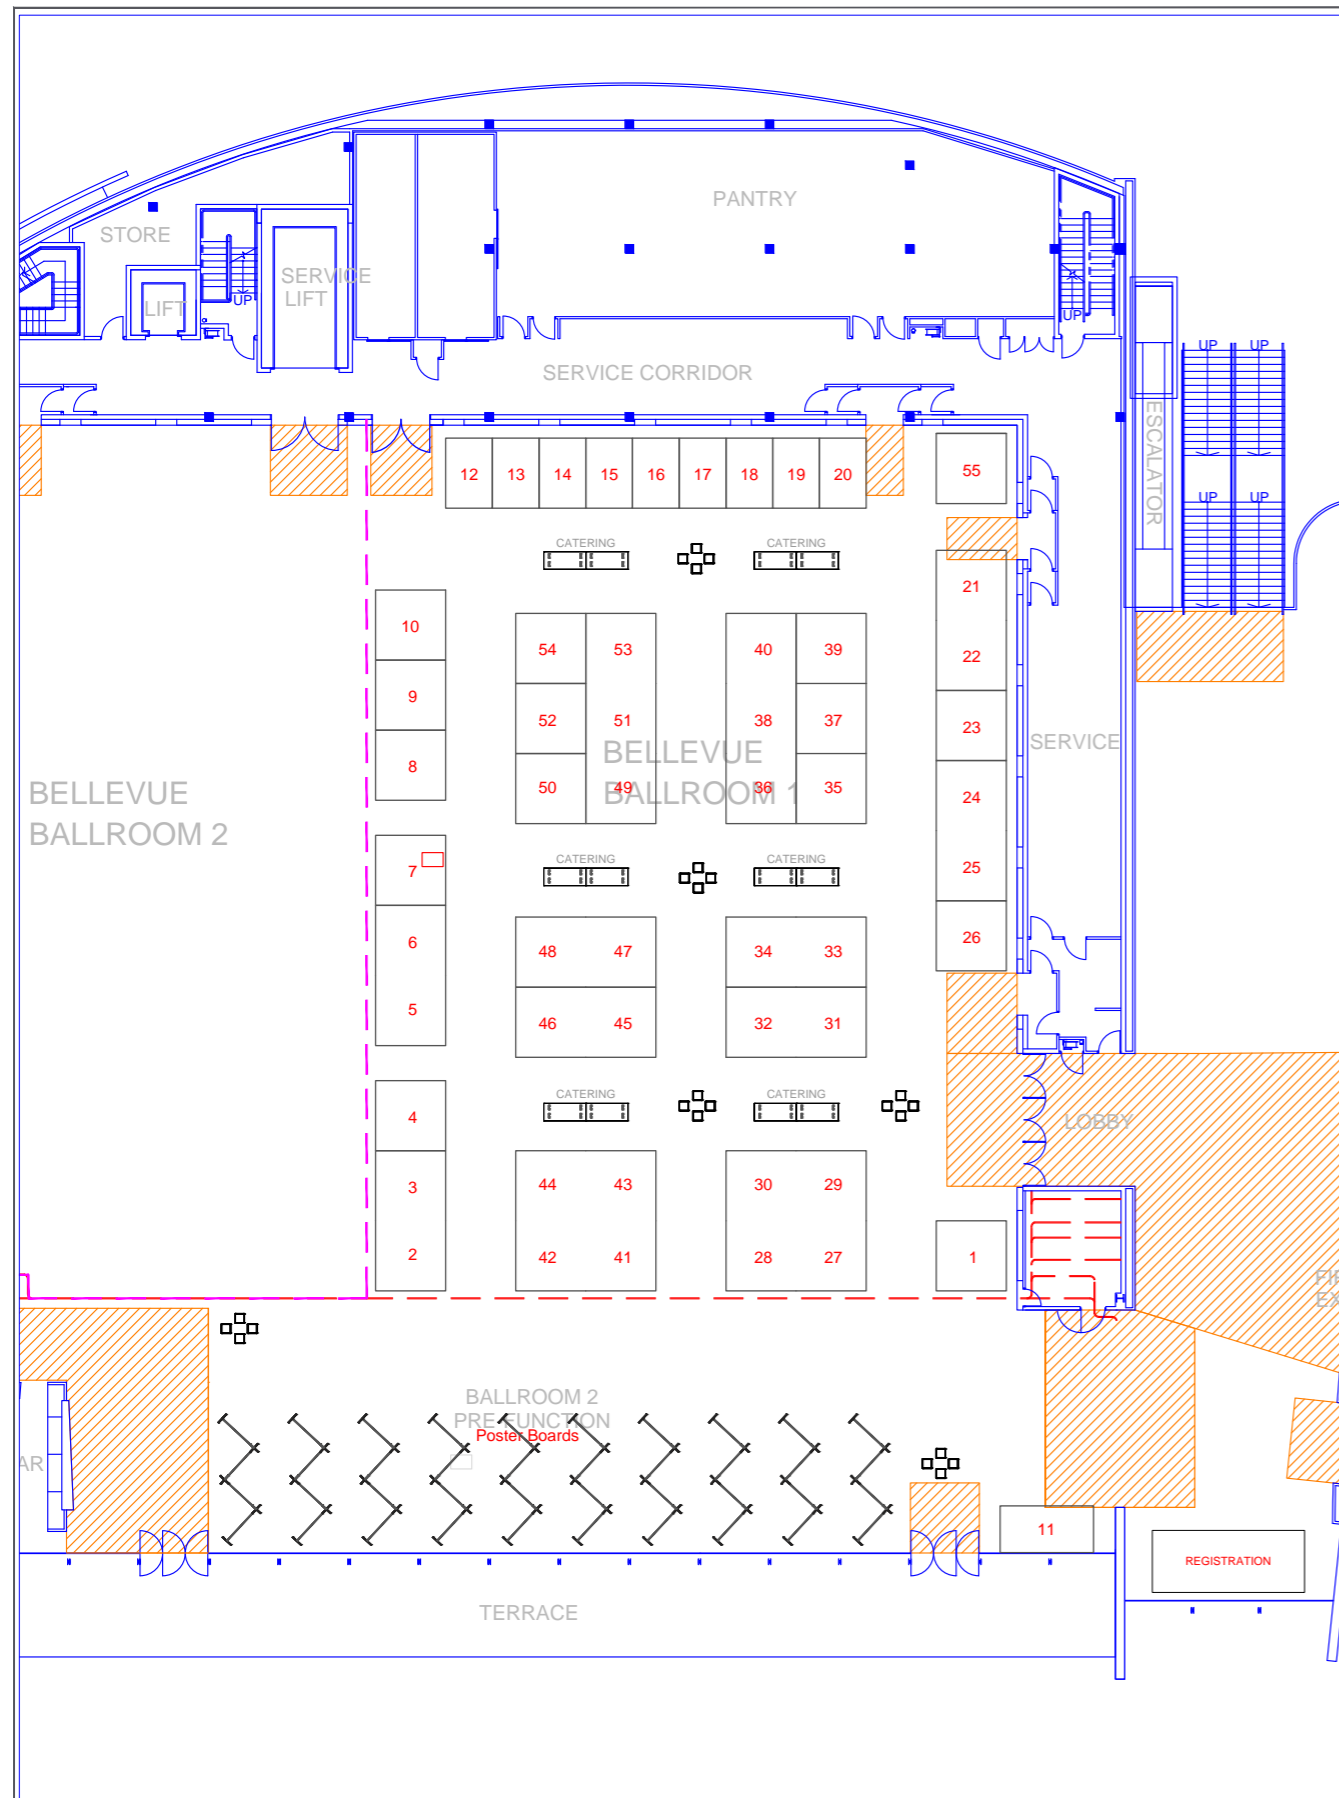 PANTRY
STORE
SERVICE
LIFT
LIFT
UP
UP
SERVICE CORRIDOR
UP UP
ESCALATOR
UP UP
12 13 14 15 16 17 18 19 20
55
CATERING CATERING
21
10
54 53 40 39
22
9
52 51 38 37
23
SERVICE
BELLEVUE
BALLROOM 1
8
50 49 36 35
24
BELLEVUE
BALLROOM 2
CATERING CATERING
7
25
6
48 47 34 33
26
5
46 45 32 31
CATERING CATERING
4
LOBBY
3
44 43 30 29
2
42 41 28 27
1
BALLROOM 2
PRE FUNCTION
Poster Boards
AR
11
REGISTRATION
TERRACE